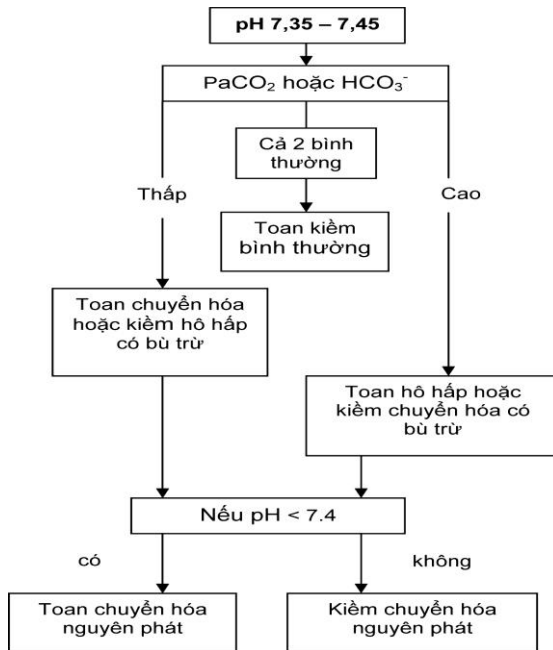 pH 7,35 – 7,45
PaCO₂ hoặc HCO₃⁻
Cả 2 bình
thường
Thấp
Cao
Toan kiềm
bình thường
Toan chuyển hóa
hoặc kiềm hô hấp
có bù trừ
Toan hô hấp hoặc
kiềm chuyển hóa có
bù trừ
Nếu pH < 7.4
có
không
Toan chuyển hóa
nguyên phát
Kiềm chuyển hóa
nguyên phát